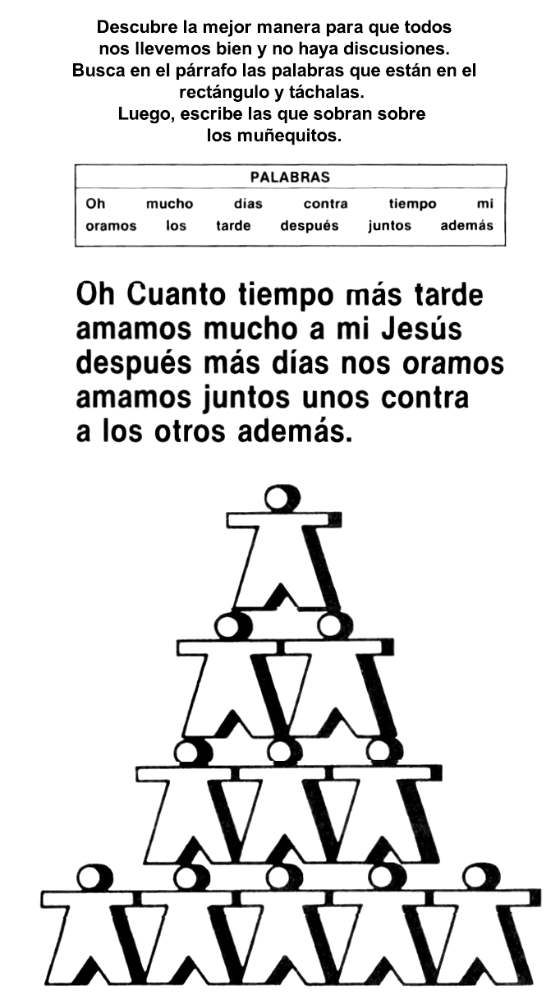 Descubre la mejor manera para que todos
nos llevemos bien y no haya discusiones.
Busca en el párrafo las palabras que están en el
rectángulo y táchalas.
Luego, escribe las que sobran sobre
los muñequitos.
PALABRAS
Oh mucho días contra tiempo mi
oramos los tarde después juntos además
Oh Cuanto tiempo más tarde
amamos mucho a mi Jesús
después más días nos oramos
amamos juntos unos contra
a los otros además.